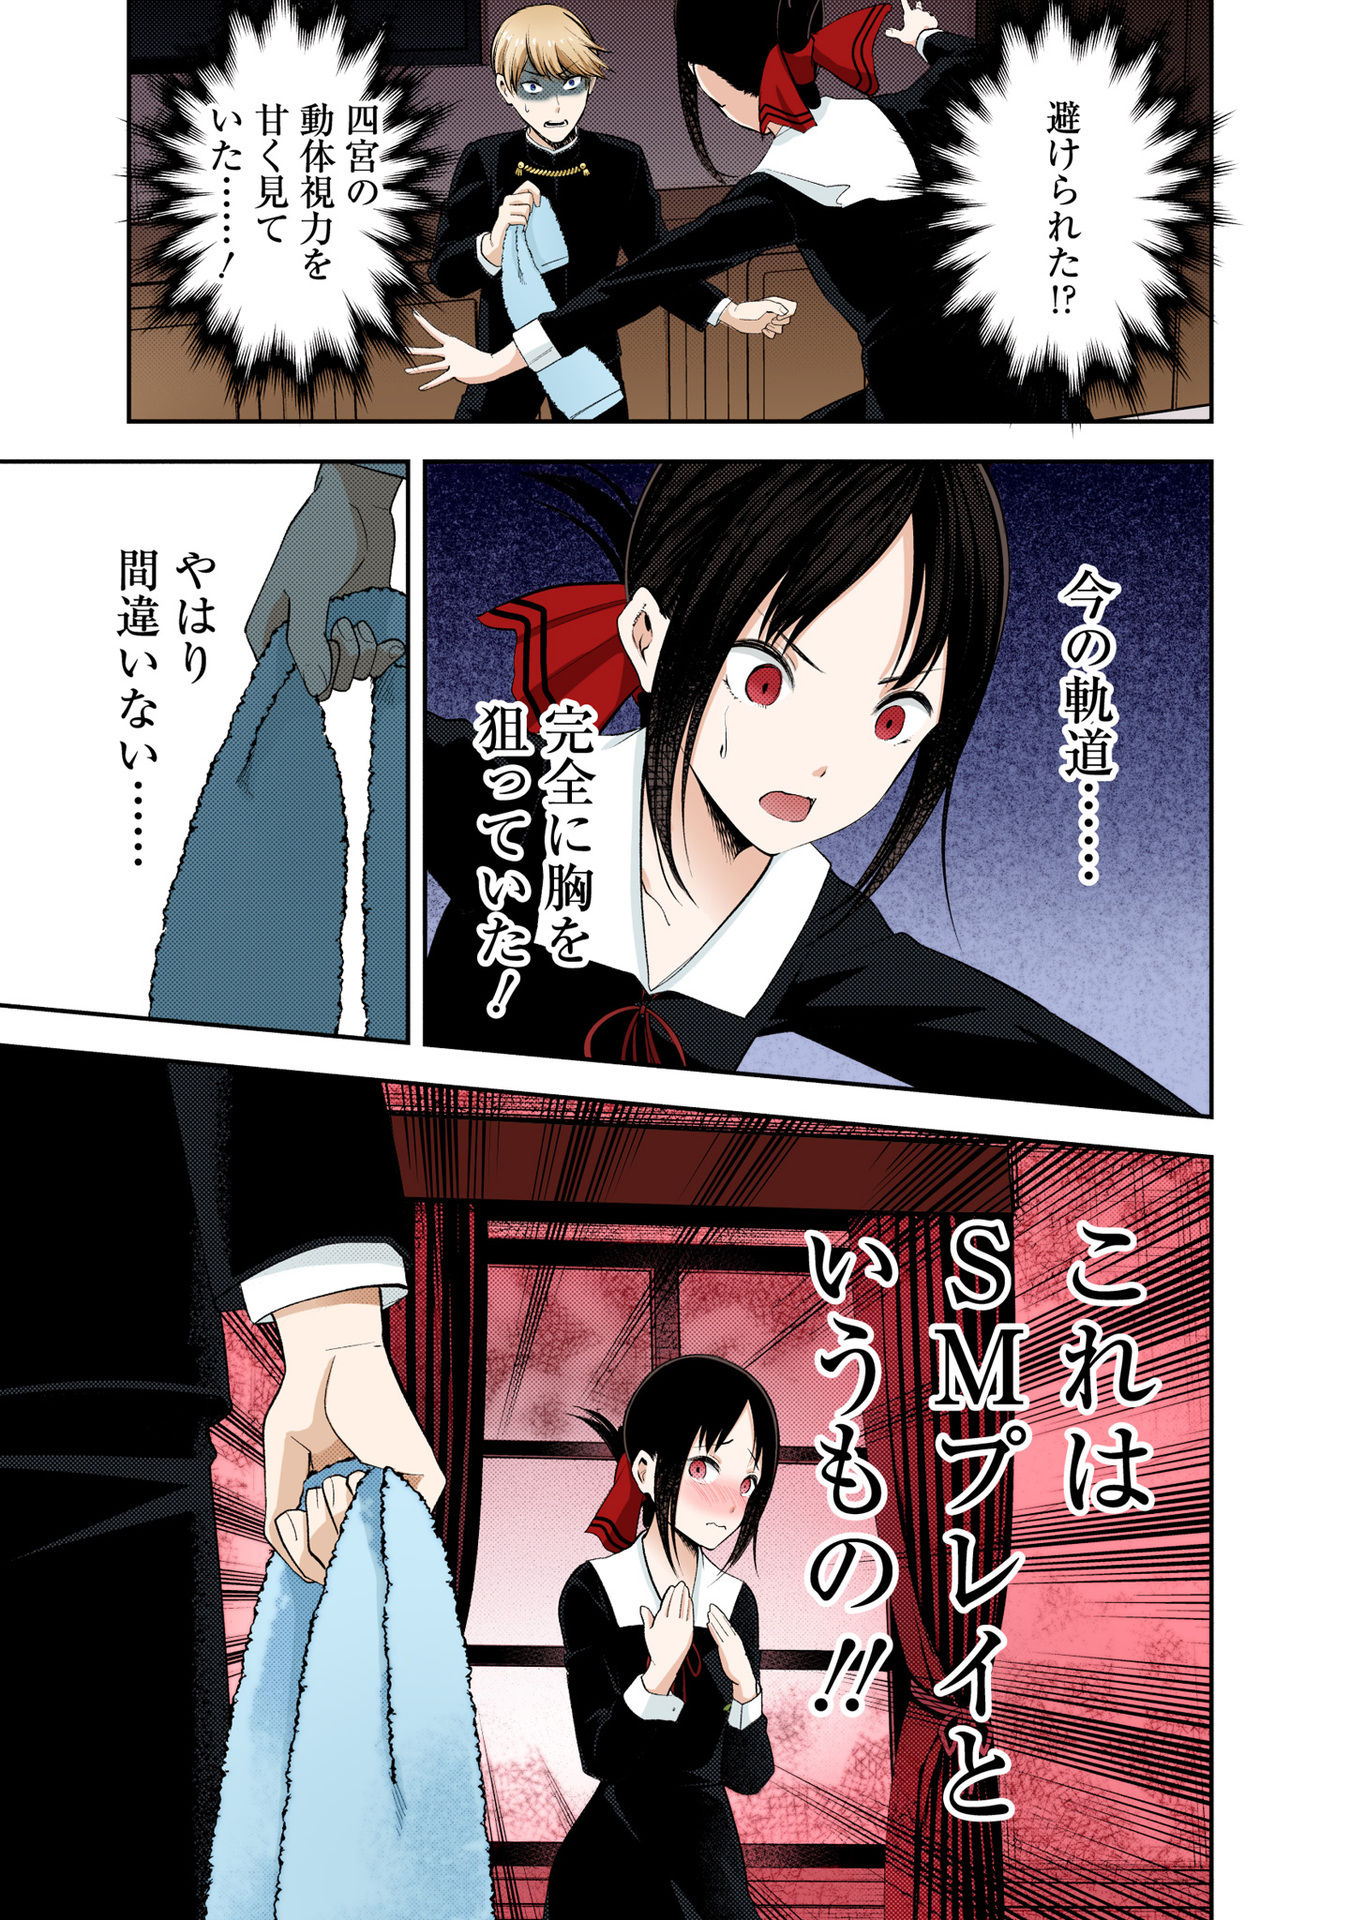 避けられた!?
四宮の
動体視力を
甘く見て
いた………!
今の軌道………
完全に胸を
狙っていた!
やはり
間違いない………
これは
SMプレイと
いうもの!!